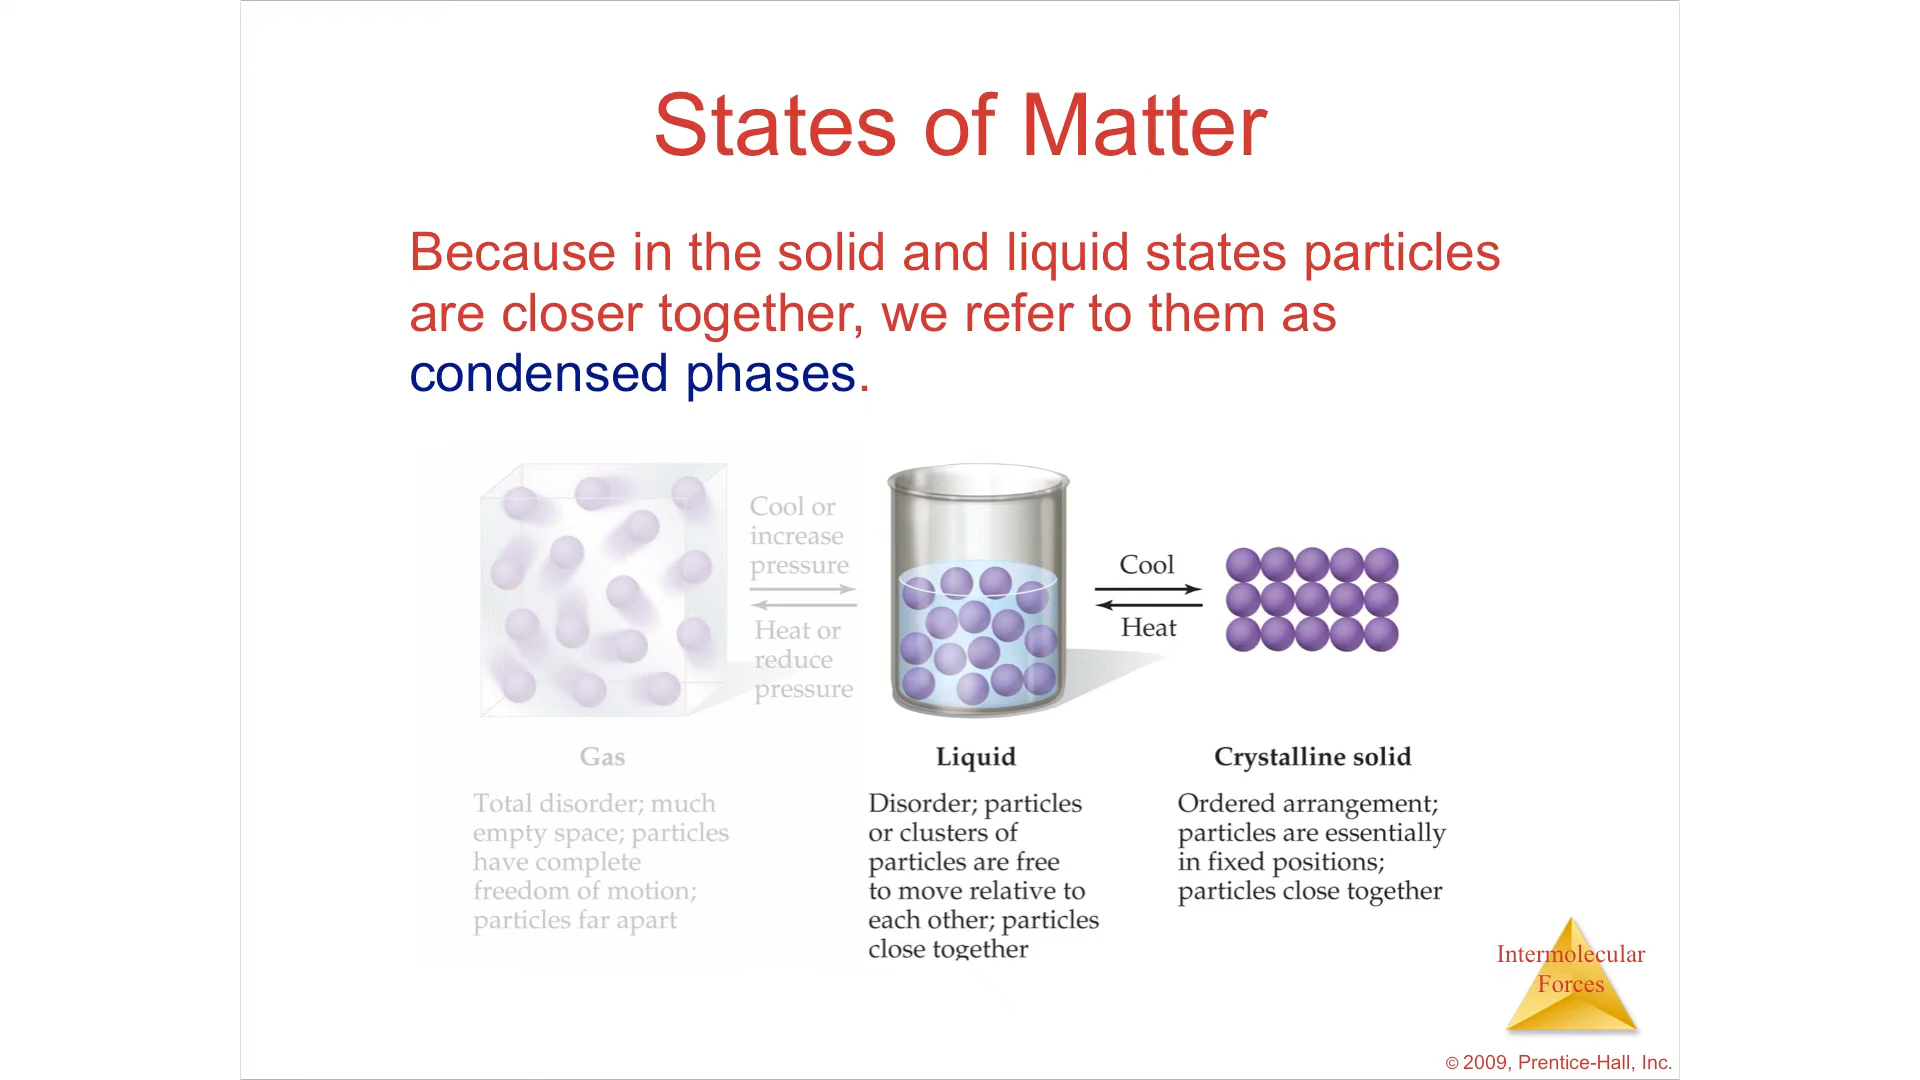 States of Matter
Because in the solid and liquid states particles
are closer together, we refer to them as
condensed phases.
Cool or
increase
pressure
Heat or
reduce
pressure
Cool
Heat
Gas
Total disorder; much
empty space; particles
have complete
freedom of motion;
particles far apart
Liquid
Disorder; particles
or clusters of
particles are free
to move relative to
each other; particles
close together
Crystalline solid
Ordered arrangement;
particles are essentially
in fixed positions;
particles close together
Intermolecular
Forces
© 2009, Prentice-Hall, Inc.